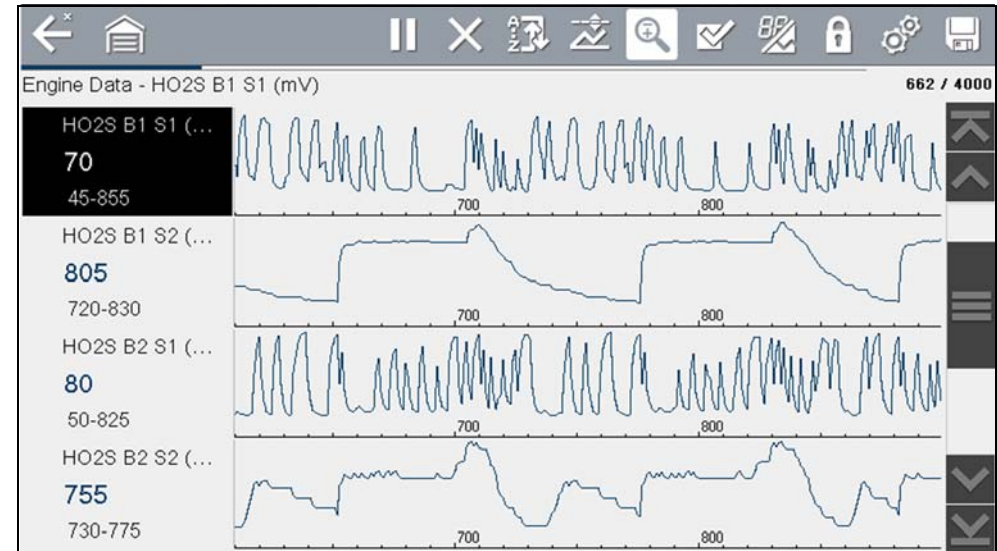 Engine Data - HO2S B1 S1 (mV)
662 / 4000
HO2S B1 S1 (...
70
45-855
700
800
HO2S B1 S2 (...
805
720-830
700
800
HO2S B2 S1 (...
80
50-825
700
800
HO2S B2 S2 (...
755
730-775
700
800